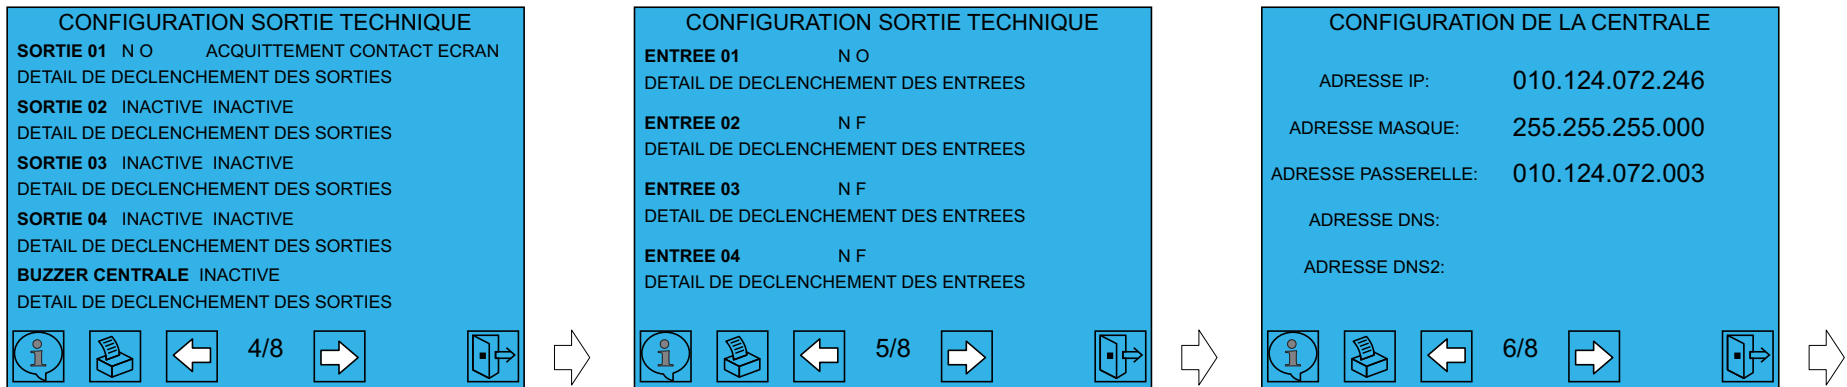 CONFIGURATION SORTIE TECHNIQUE
SORTIE 01 N O ACQUITTEMENT CONTACT ECRAN
DETAIL DE DECLENCHEMENT DES SORTIES
SORTIE 02 INACTIVE INACTIVE
DETAIL DE DECLENCHEMENT DES SORTIES
SORTIE 03 INACTIVE INACTIVE
DETAIL DE DECLENCHEMENT DES SORTIES
SORTIE 04 INACTIVE INACTIVE
DETAIL DE DECLENCHEMENT DES SORTIES
BUZZER CENTRALE INACTIVE
DETAIL DE DECLENCHEMENT DES SORTIES
4/8
CONFIGURATION SORTIE TECHNIQUE
ENTREE 01 N O
DETAIL DE DECLENCHEMENT DES ENTREES
ENTREE 02 N F
DETAIL DE DECLENCHEMENT DES ENTREES
ENTREE 03 N F
DETAIL DE DECLENCHEMENT DES ENTREES
ENTREE 04 N F
DETAIL DE DECLENCHEMENT DES ENTREES
5/8
CONFIGURATION DE LA CENTRALE
ADRESSE IP: 010.124.072.246
ADRESSE MASQUE: 255.255.255.000
ADRESSE PASSERELLE: 010.124.072.003
ADRESSE DNS:
ADRESSE DNS2:
6/8